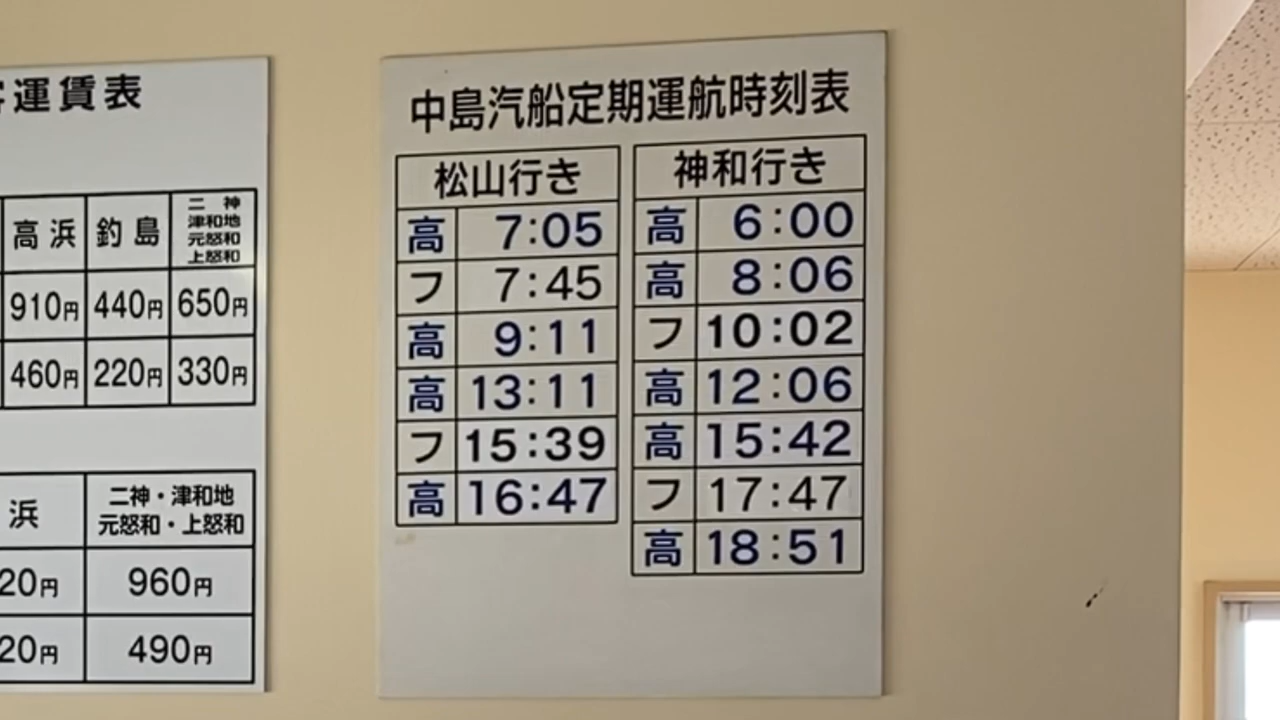 運賃表
高浜 釣島 二神
津和地
元怒和
上怒和
910円 440円 650円
460円 220円 330円
浜 二神・津和地
元怒和・上怒和
20円 960円
20円 490円
中島汽船定期運航時刻表
松山行き
高 7:05
フ 7:45
高 9:11
高 13:11
フ 15:39
高 16:47
神和行き
高 6:00
高 8:06
フ 10:02
高 12:06
高 15:42
フ 17:47
高 18:51